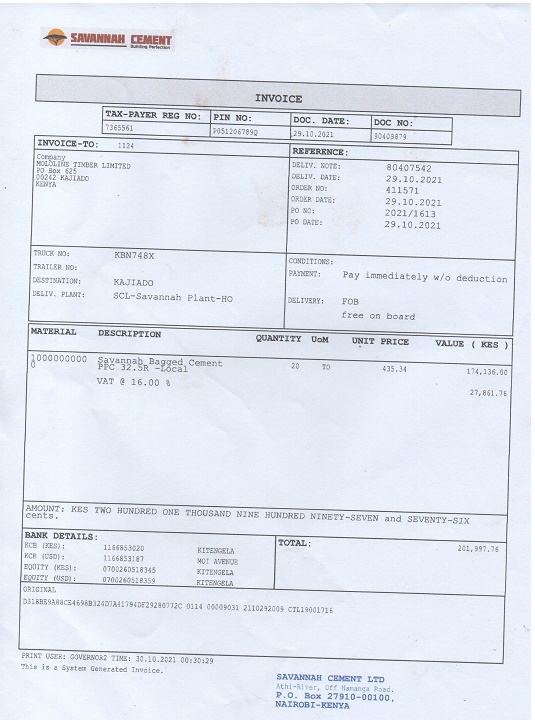 SAVANNAH CEMENT
Building Perfection
INVOICE
TAX-PAYER REG NO: PIN NO: DOC. DATE: DOC NO:
7365561 P051206789Q 29.10.2021 90409879
INVOICE-TO: 1124
Company
MOLOLINE TIMBER LIMITED
PO Box 625
00242 KAJIADO
KENYA
REFERENCE:
DELIV. NOTE: 80407542
DELIV. DATE: 29.10.2021
ORDER NO: 411571
ORDER DATE: 29.10.2021
PO NO: 2021/1613
PO DATE: 29.10.2021
TRUCK NO: KBN748X
TRAILER NO:
DESTINATION: KAJIADO
DELIV. PLANT: SCL-Savannah Plant-HO
CONDITIONS:
PAYMENT: Pay immediately w/o deduction
DELIVERY: FOB
free on board
MATERIAL DESCRIPTION QUANTITY UoM UNIT PRICE VALUE ( KES )
1000000000 Savannah Bagged Cement 20 TO 435.34 174,136.00
0 PPC 32.5R -Local
VAT @ 16.00 % 27,861.76
AMOUNT: KES TWO HUNDRED ONE THOUSAND NINE HUNDRED NINETY-SEVEN and SEVENTY-SIX
cents.
BANK DETAILS:
KCB (KES): 1166853020 KITENGELA
KCB (USD): 1166853187 MOI AVENUE
EQUITY (KES): 0700260518345 KITENGELA
EQUITY (USD): 0700260518359 KITENGELA
TOTAL: 201,997.76
ORIGINAL
0114 00009031 2110292009 CTL19001716
PRINT USER: GOVERNOR2 TIME: 30.10.2021 00:30:29
This is a System Generated Invoice.
SAVANNAH CEMENT LTD
Athi-River, Off Namanga Road.
P.O. Box 27910-00100,
NAIROBI-KENYA